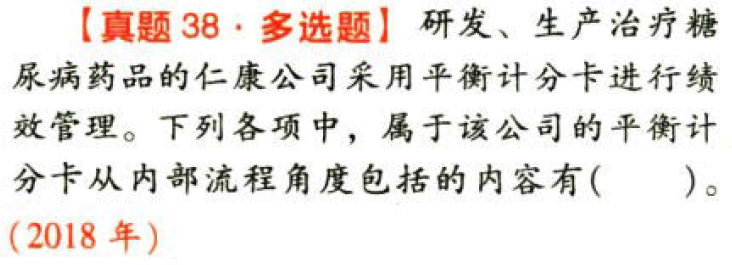 【真题 38·多选题】 研发、生产治疗糖
尿病药品的仁康公司采用平衡计分卡进行绩
效管理。下列各项中，属于该公司的平衡计
分卡从内部流程角度包括的内容有(　　)。
(2018 年)